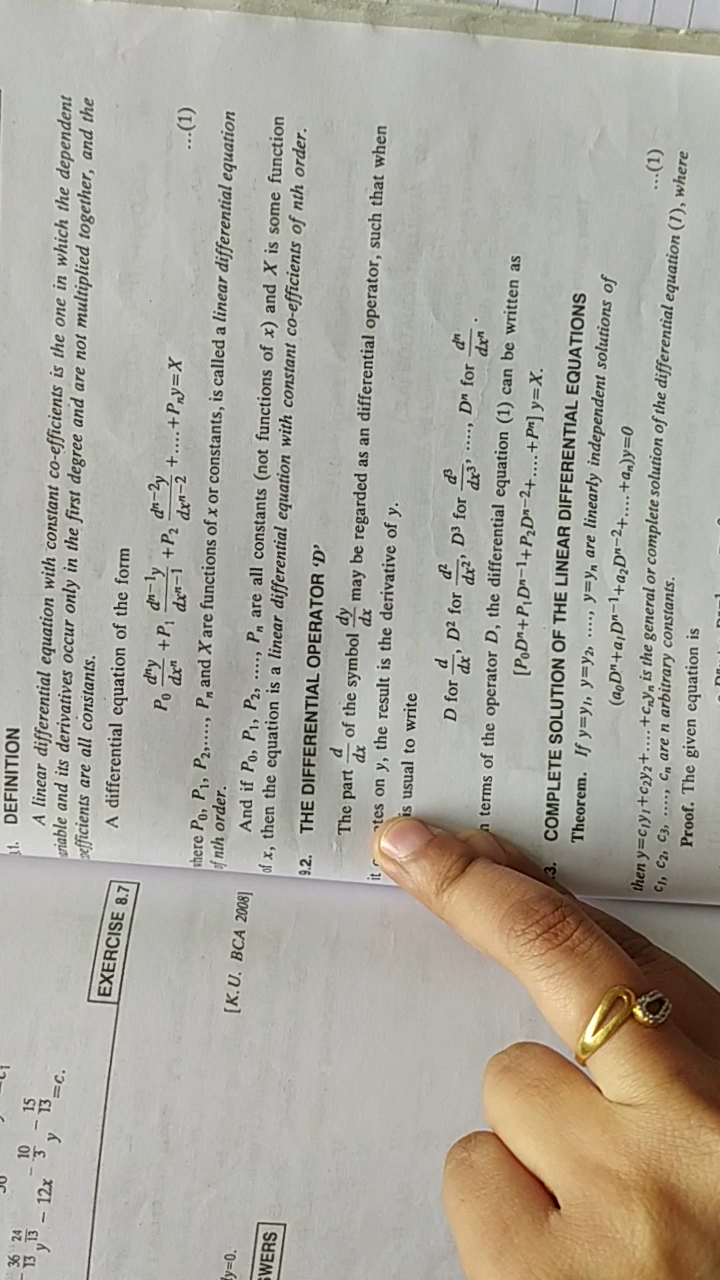 DEFINITION
A linear differential equation with constant co-efficients is the one in which the dependent
and its derivatives occur only in the first degree and are not multiplied together, and the
are all constants.
A differential equation of the form
P₀ dⁿy/dxⁿ + P₁ dⁿ⁻¹y/dxⁿ⁻¹ + P₂ dⁿ⁻²y/dxⁿ⁻² + .... + Pₙy=X ...(1)
where P₀, P₁, P₂,...., Pₙ and X are functions of x or constants, is called a linear differential equation
of nth order.
And if P₀, P₁, P₂, ...., Pₙ are all constants (not functions of x) and X is some function
of x, then the equation is a linear differential equation with constant co-efficients of nth order.
9.2. THE DIFFERENTIAL OPERATOR ‘D’
The part d/dx of the symbol dy/dx may be regarded as an differential operator, such that when
it on y, the result is the derivative of y.
is usual to write
D for d/dx, D² for d²/dx², D³ for d³/dx³, ...., Dⁿ for dⁿ/dxⁿ.
terms of the operator D, the differential equation (1) can be written as
[P₀Dⁿ+P₁Dⁿ⁻¹+P₂Dⁿ⁻²+....+Pⁿ] y=X.
.3. COMPLETE SOLUTION OF THE LINEAR DIFFERENTIAL EQUATIONS
Theorem. If y=y₁, y=y₂, ...., y=yₙ are linearly independent solutions of
(a₀Dⁿ+a₁Dⁿ⁻¹+a₂Dⁿ⁻²+....+aₙ)y=0 ...(1)
then y=c₁y₁+c₂y₂+....+cₙyₙ is the general or complete solution of the differential equation (1), where
c₁, c₂, c₃, ...., cₙ are n arbitrary constants.
Proof. The given equation is
EXERCISE 8.7
[K.U. BCA 2008]
y=c.